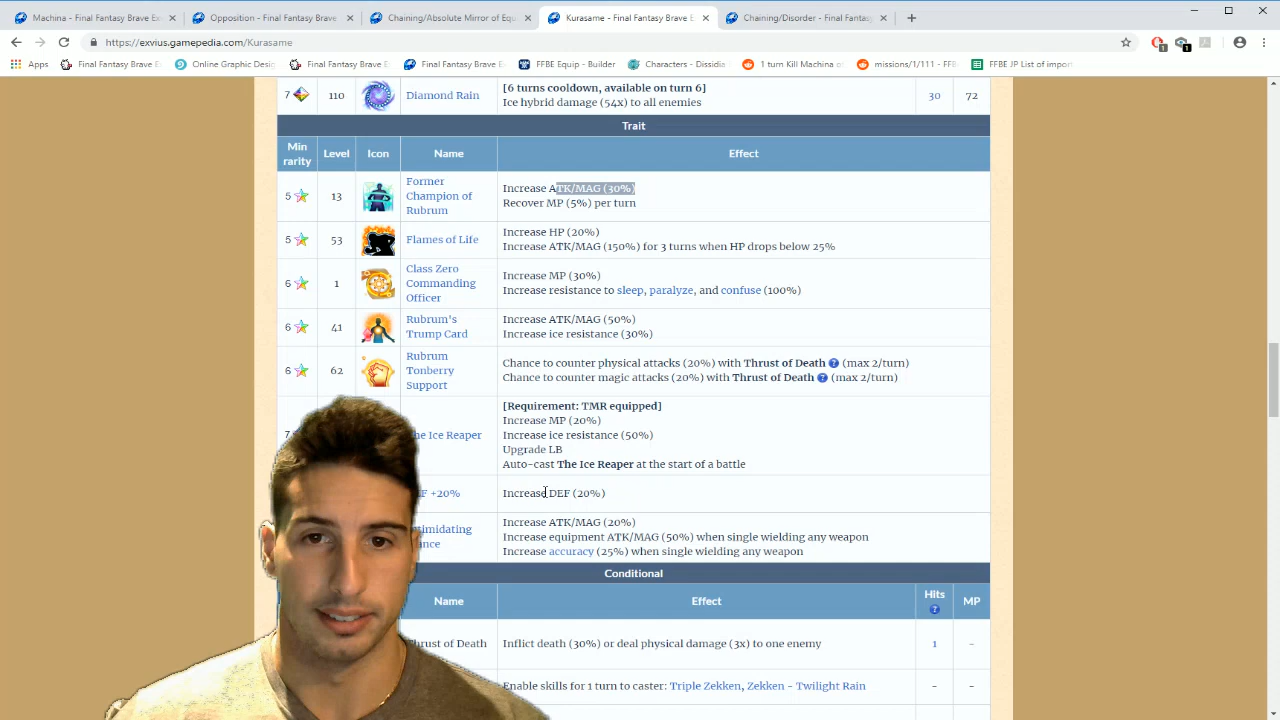 Machina - Final Fantasy Brave Ex
Opposition - Final Fantasy Brave
Chaining/Absolute Mirror of Equ
Kurasame - Final Fantasy Brave E
Chaining/Disorder - Final Fantasy
https://exvius.gamepedia.com/Kurasame
Apps
Final Fantasy Brave E
Online Graphic Desig
Final Fantasy Brave E
Final Fantasy Brave E
FFBE Equip - Builder
Characters - Dissidia
1 turn Kill Machina o
missions/1/111 - FFB
FFBE JP List of import
7
110
Diamond Rain
[6 turns cooldown, available on turn 6]
Ice hybrid damage (54x) to all enemies
30
72
Trait
Min rarity
Level
Icon
Name
Effect
5
13
Former
Champion of
Rubrum
Increase ATK/MAG (30%)
Recover MP (5%) per turn
5
53
Flames of Life
Increase HP (20%)
Increase ATK/MAG (150%) for 3 turns when HP drops below 25%
6
1
Class Zero
Commanding
Officer
Increase MP (30%)
Increase resistance to sleep, paralyze, and confuse (100%)
6
41
Rubrum's
Trump Card
Increase ATK/MAG (50%)
Increase ice resistance (30%)
6
62
Rubrum
Tonberry
Support
Chance to counter physical attacks (20%) with Thrust of Death (max 2/turn)
Chance to counter magic attacks (20%) with Thrust of Death (max 2/turn)
7
he Ice Reaper
[Requirement: TMR equipped]
Increase MP (20%)
Increase ice resistance (50%)
Upgrade LB
Auto-cast The Ice Reaper at the start of a battle
F +20%
Increase DEF (20%)
timidating
nce
Increase ATK/MAG (20%)
Increase equipment ATK/MAG (50%) when single wielding any weapon
Increase accuracy (25%) when single wielding any weapon
Conditional
Name
Effect
Hits
MP
Thrust of Death
Inflict death (30%) or deal physical damage (3x) to one enemy
1
-
Enable skills for 1 turn to caster: Triple Zekken, Zekken - Twilight Rain
-
-